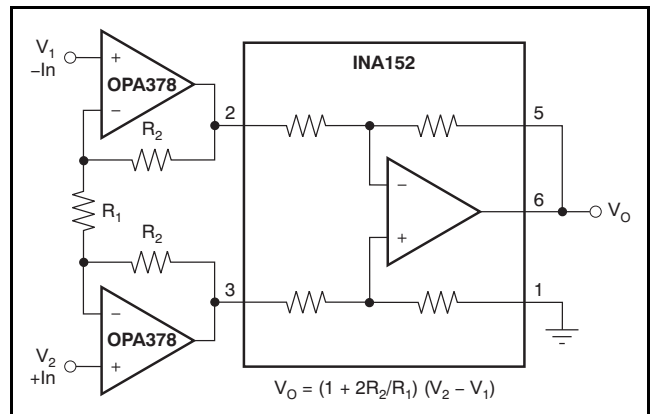 V1
−In
+
OPA378
−
R2
R1
R2
−
OPA378
+
V2
+In
INA152
2
5
−
6
+
VO
3
1
VO = (1 + 2R2/R1) (V2 − V1)